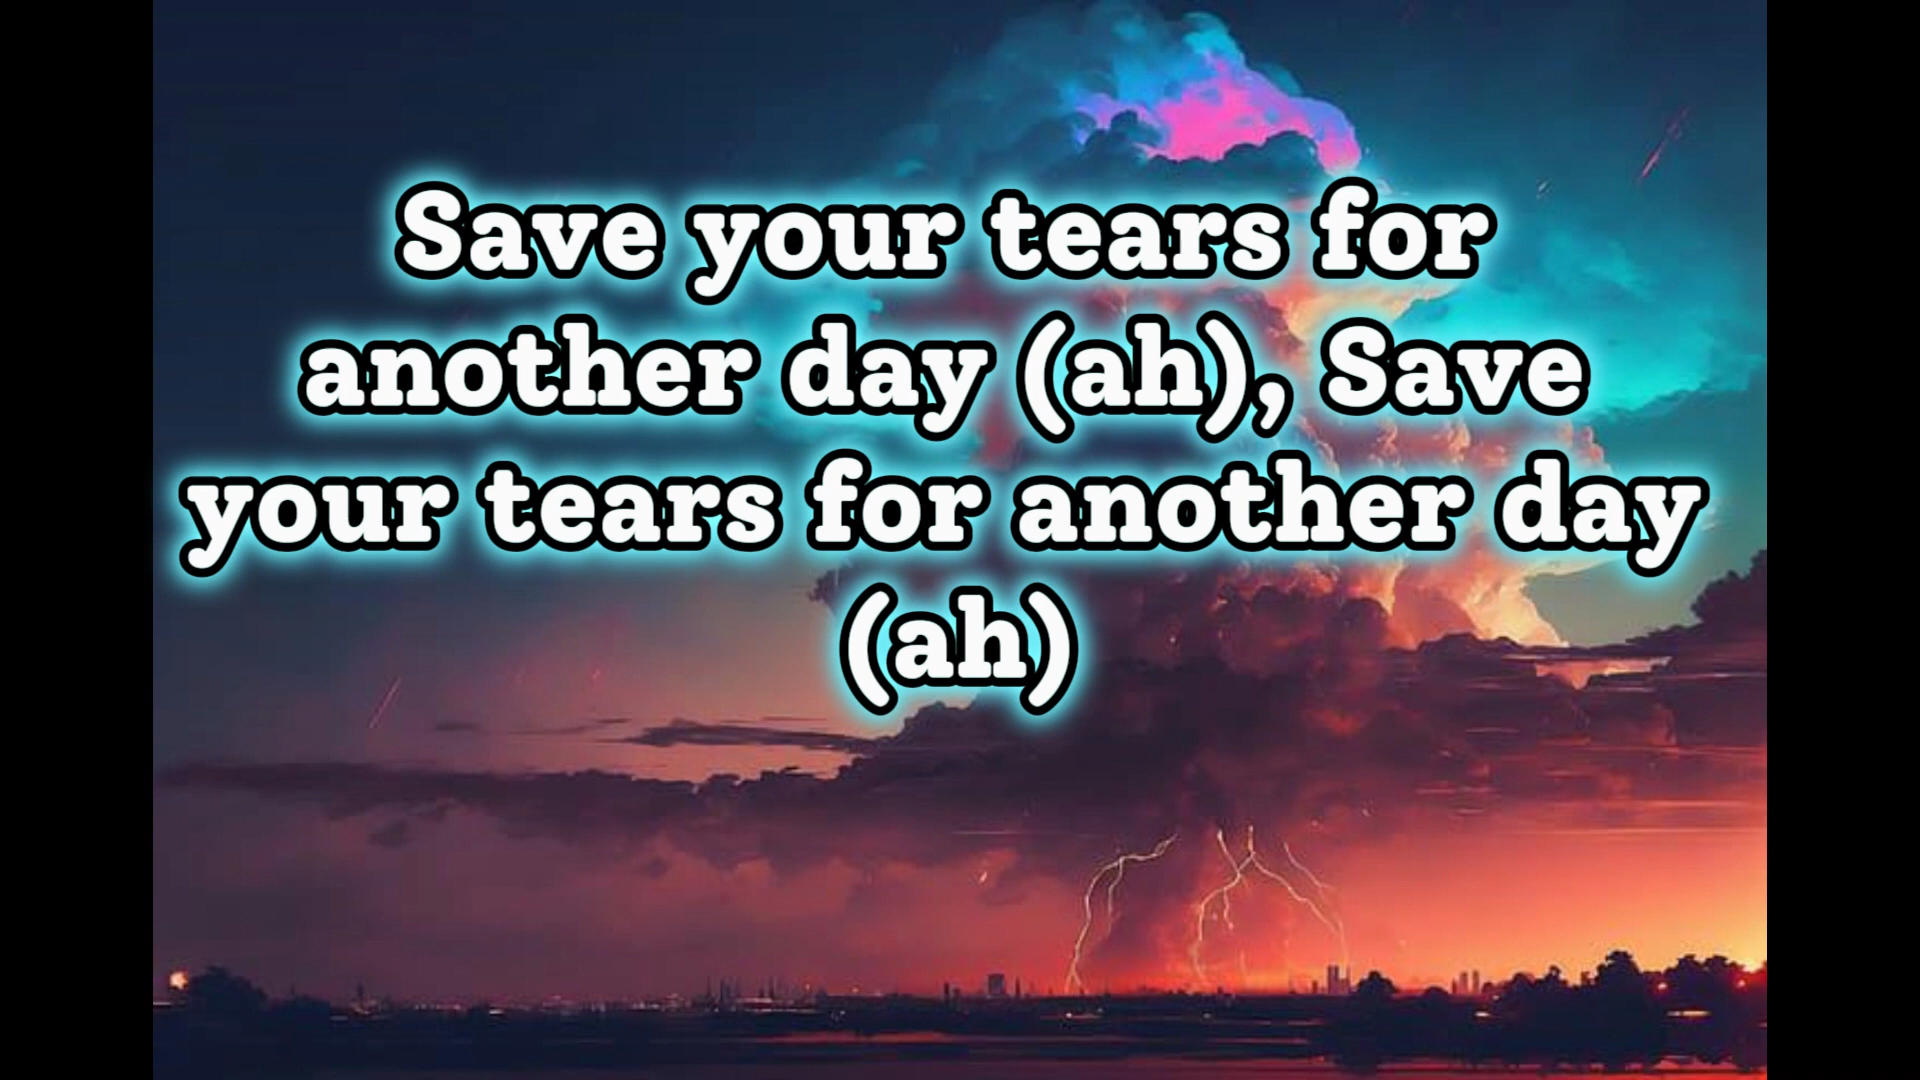 Save your tears for
another day (ah), Save
your tears for another day
(ah)